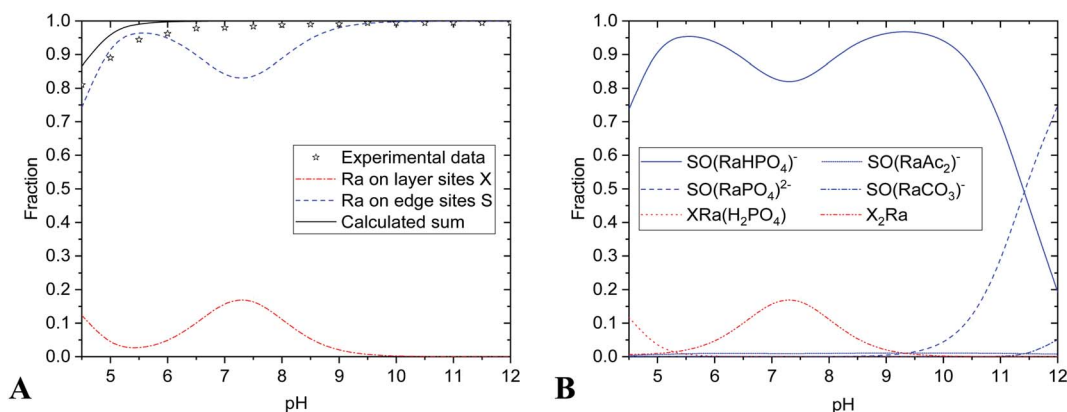 1.0
0.9
0.8
0.7
0.6
0.5
0.4
0.3
0.2
0.1
0.0
Fraction
Experimental data
Ra on layer sites X
Ra on edge sites S
Calculated sum
5 6 7 8 9 10 11 12
pH
A
1.0
0.9
0.8
0.7
0.6
0.5
0.4
0.3
0.2
0.1
0.0
Fraction
SO(RaHPO₄)⁻ SO(RaAc₂)⁻
SO(RaPO₄)²⁻ SO(RaCO₃)⁻
XRa(H₂PO₄) X₂Ra
5 6 7 8 9 10 11 12
pH
B